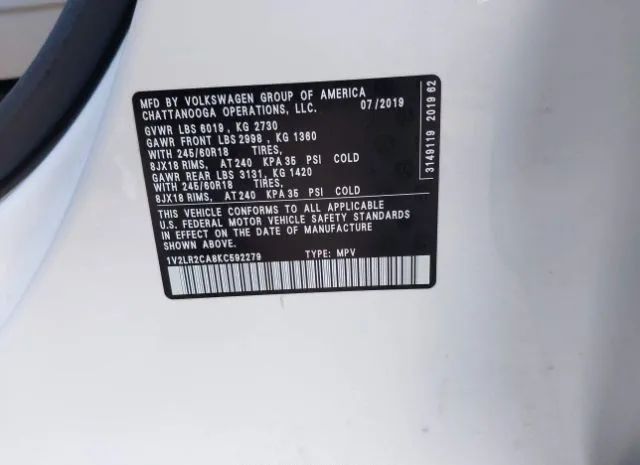 MFD BY VOLKSWAGEN GROUP OF AMERICA
CHATTANOOGA OPERATIONS, LLC. 07/2019
GVWR LBS 6019 , KG 2730
GAWR FRONT LBS 2998 , KG 1360
WITH 245/60R18 TIRES,
8JX18 RIMS, AT 240 KPA 35 PSI COLD
GAWR REAR LBS 3131, KG 1420
WITH 245/60R18 TIRES,
8JX18 RIMS, AT 240 KPA 35 PSI COLD
THIS VEHICLE CONFORMS TO ALL APPLICABLE
U.S. FEDERAL MOTOR VEHICLE SAFETY STANDARDS
IN EFFECT ON THE DATE OF MANUFACTURE
SHOWN ABOVE.
1V2LR2CA8KC592279 TYPE: MPV
3149119 2019 62